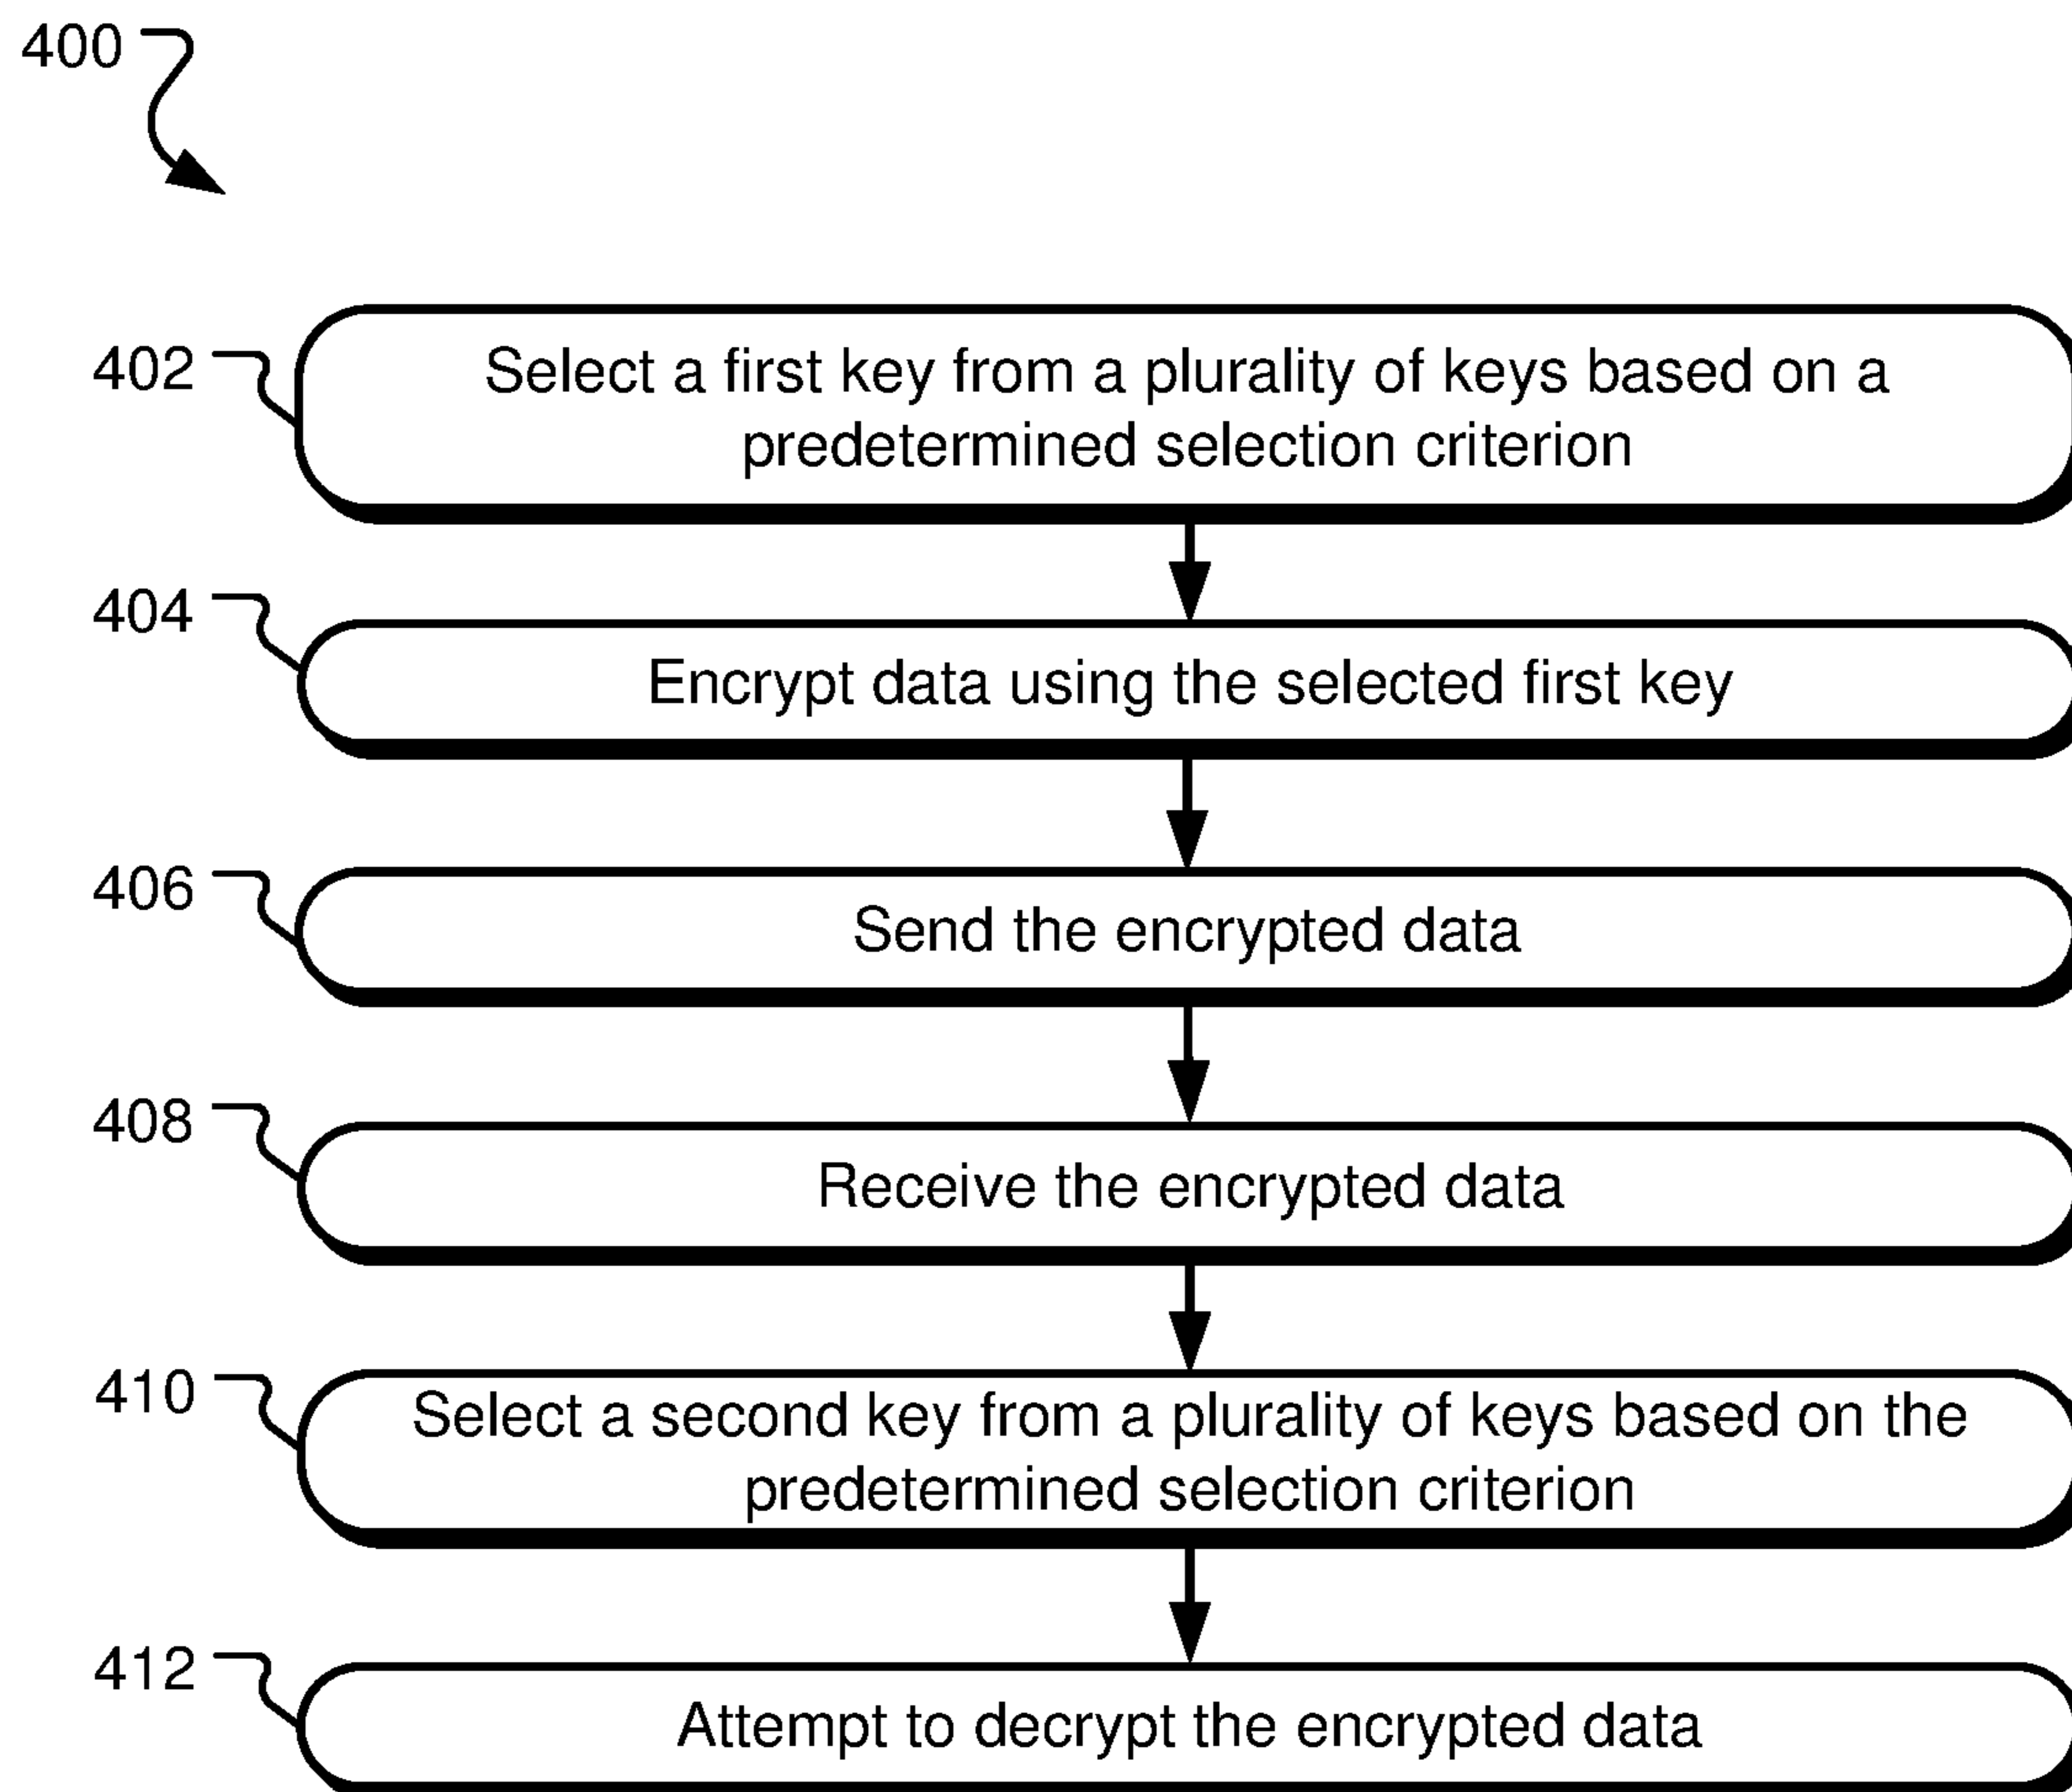 400
402
Select a first key from a plurality of keys based on a
predetermined selection criterion
404
Encrypt data using the selected first key
406
Send the encrypted data
408
Receive the encrypted data
410
Select a second key from a plurality of keys based on the
predetermined selection criterion
412
Attempt to decrypt the encrypted data